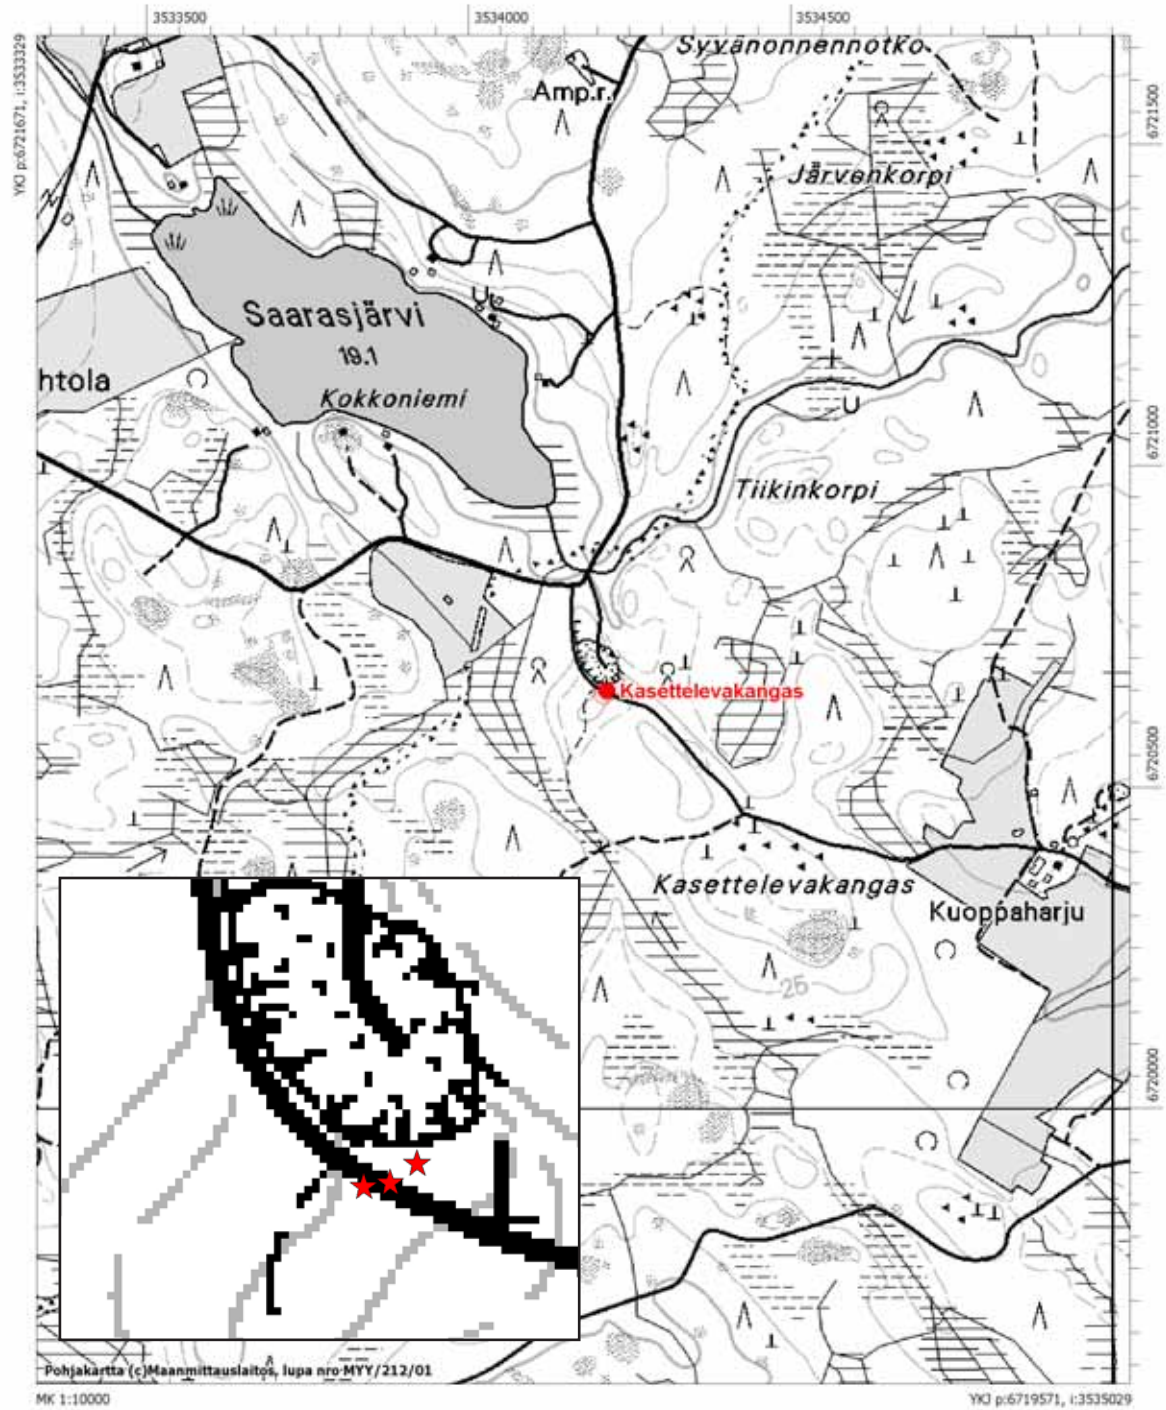 3533500
3534000
3534500
YKJ p:6721671, i:3533329
Syvänonnennotko
Amp.r.
6721500
Järvenkorpi
Saarasjärvi
19.1
htola
Kokkoniemi
U
U
6721000
Tiikinkorpi
Kasettelevakangas
6720500
Kasettelevakangas
Kuoppaharju
25
6720000
Pohjakartta (c)Maanmittauslaitos, lupa nro MYY/212/01
MK 1:10000
YKJ p:6719571, i:3535029